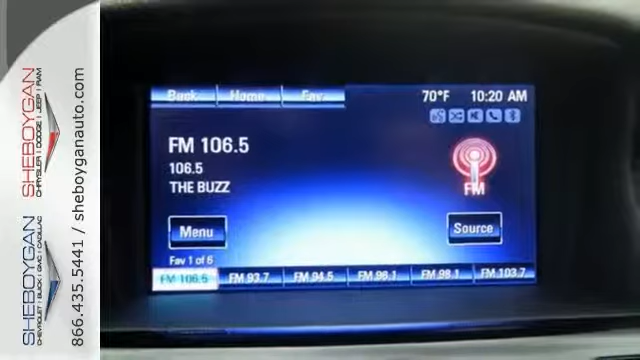 SHEBOYGAN
CHRYSLER | DODGE | JEEP | RAM
SHEBOYGAN
CHEVROLET | BUICK | GMC | CADILLAC
866.435.5441 / sheboyganauto.com
Back Home Fav 70°F 10:20 AM
FM 106.5
106.5
THE BUZZ
FM
Menu Source
Fav 1 of 6
FM 106.5 FM 93.7 FM 94.5 FM 96.1 FM 98.1 FM 103.7